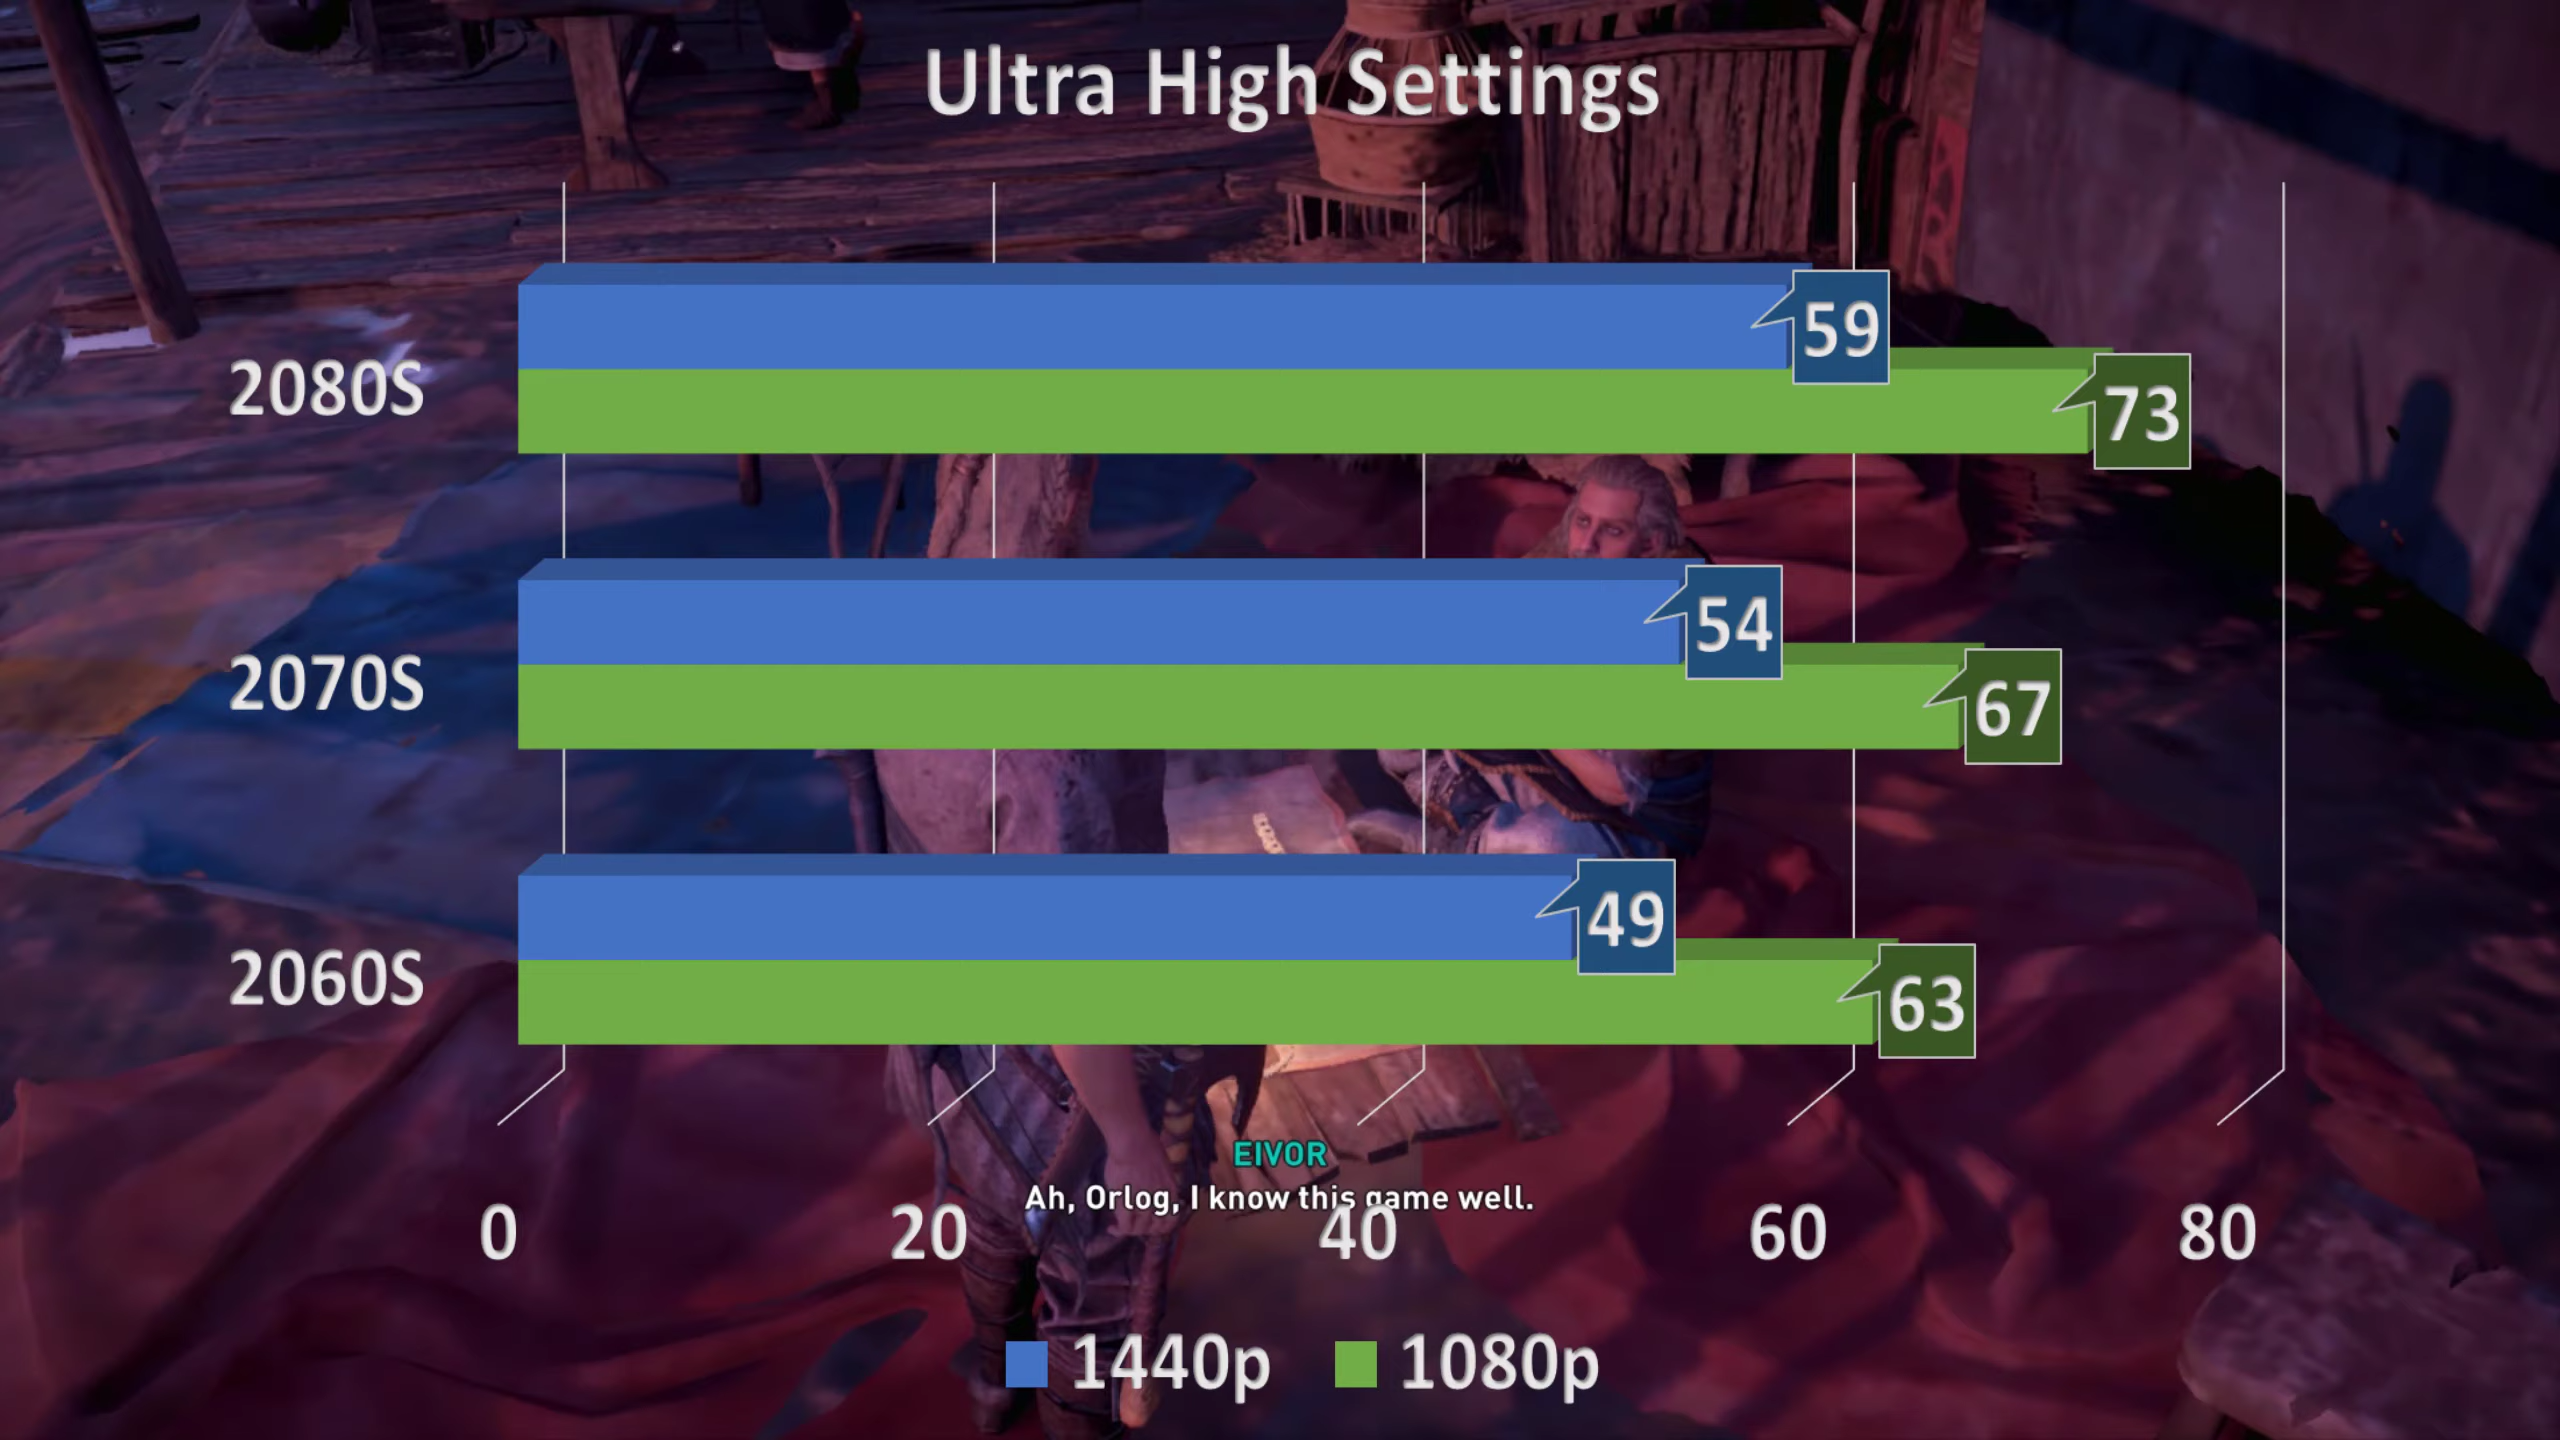 Ultra High Settings
2080S
59
73
2070S
54
67
2060S
49
63
EIVOR
Ah, Orlog, I know this game well.
0 20 40 60 80
1440p 1080p